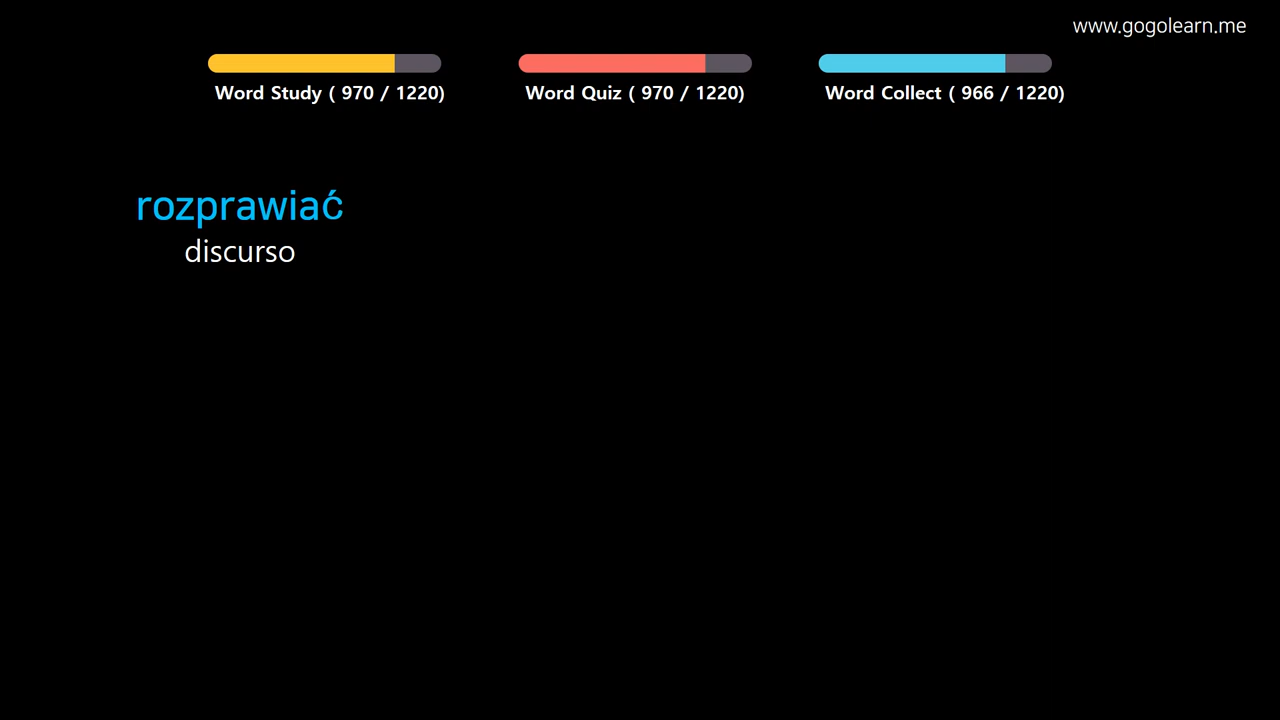 www.gogolearn.me
Word Study ( 970 / 1220)
Word Quiz ( 970 / 1220)
Word Collect ( 966 / 1220)
rozprawiać
discurso